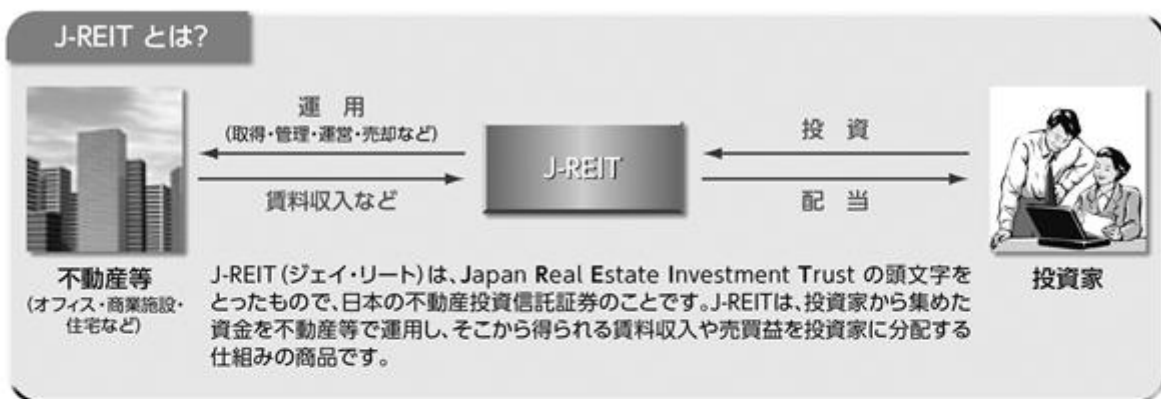 J-REIT とは?
運 用
(取得・管理・運営・売却など)
賃料収入など
J-REIT
投 資
配 当
不動産等
(オフィス・商業施設・
住宅など)
投資家
J-REIT(ジェイ・リート)は、Japan Real Estate Investment Trust の頭文字を
とったもので、日本の不動産投資信託証券のことです。J-REITは、投資家から集めた
資金を不動産等で運用し、そこから得られる賃料収入や売買益を投資家に分配する
仕組みの商品です。